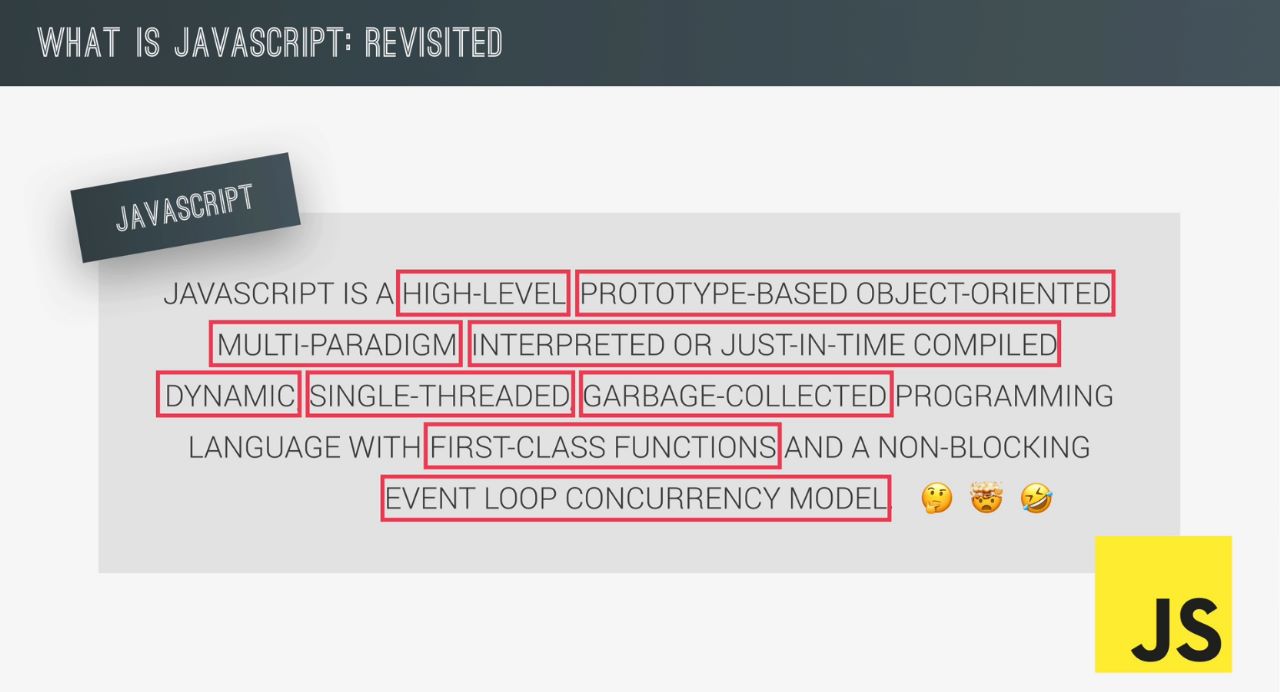 WHAT IS JAVASCRIPT: REVISITED
JAVASCRIPT
JAVASCRIPT IS A HIGH-LEVEL PROTOTYPE-BASED OBJECT-ORIENTED
MULTI-PARADIGM INTERPRETED OR JUST-IN-TIME COMPILED
DYNAMIC SINGLE-THREADED, GARBAGE-COLLECTED PROGRAMMING
LANGUAGE WITH FIRST-CLASS FUNCTIONS AND A NON-BLOCKING
EVENT LOOP CONCURRENCY MODEL. 🤔 🤯 🤣
JS